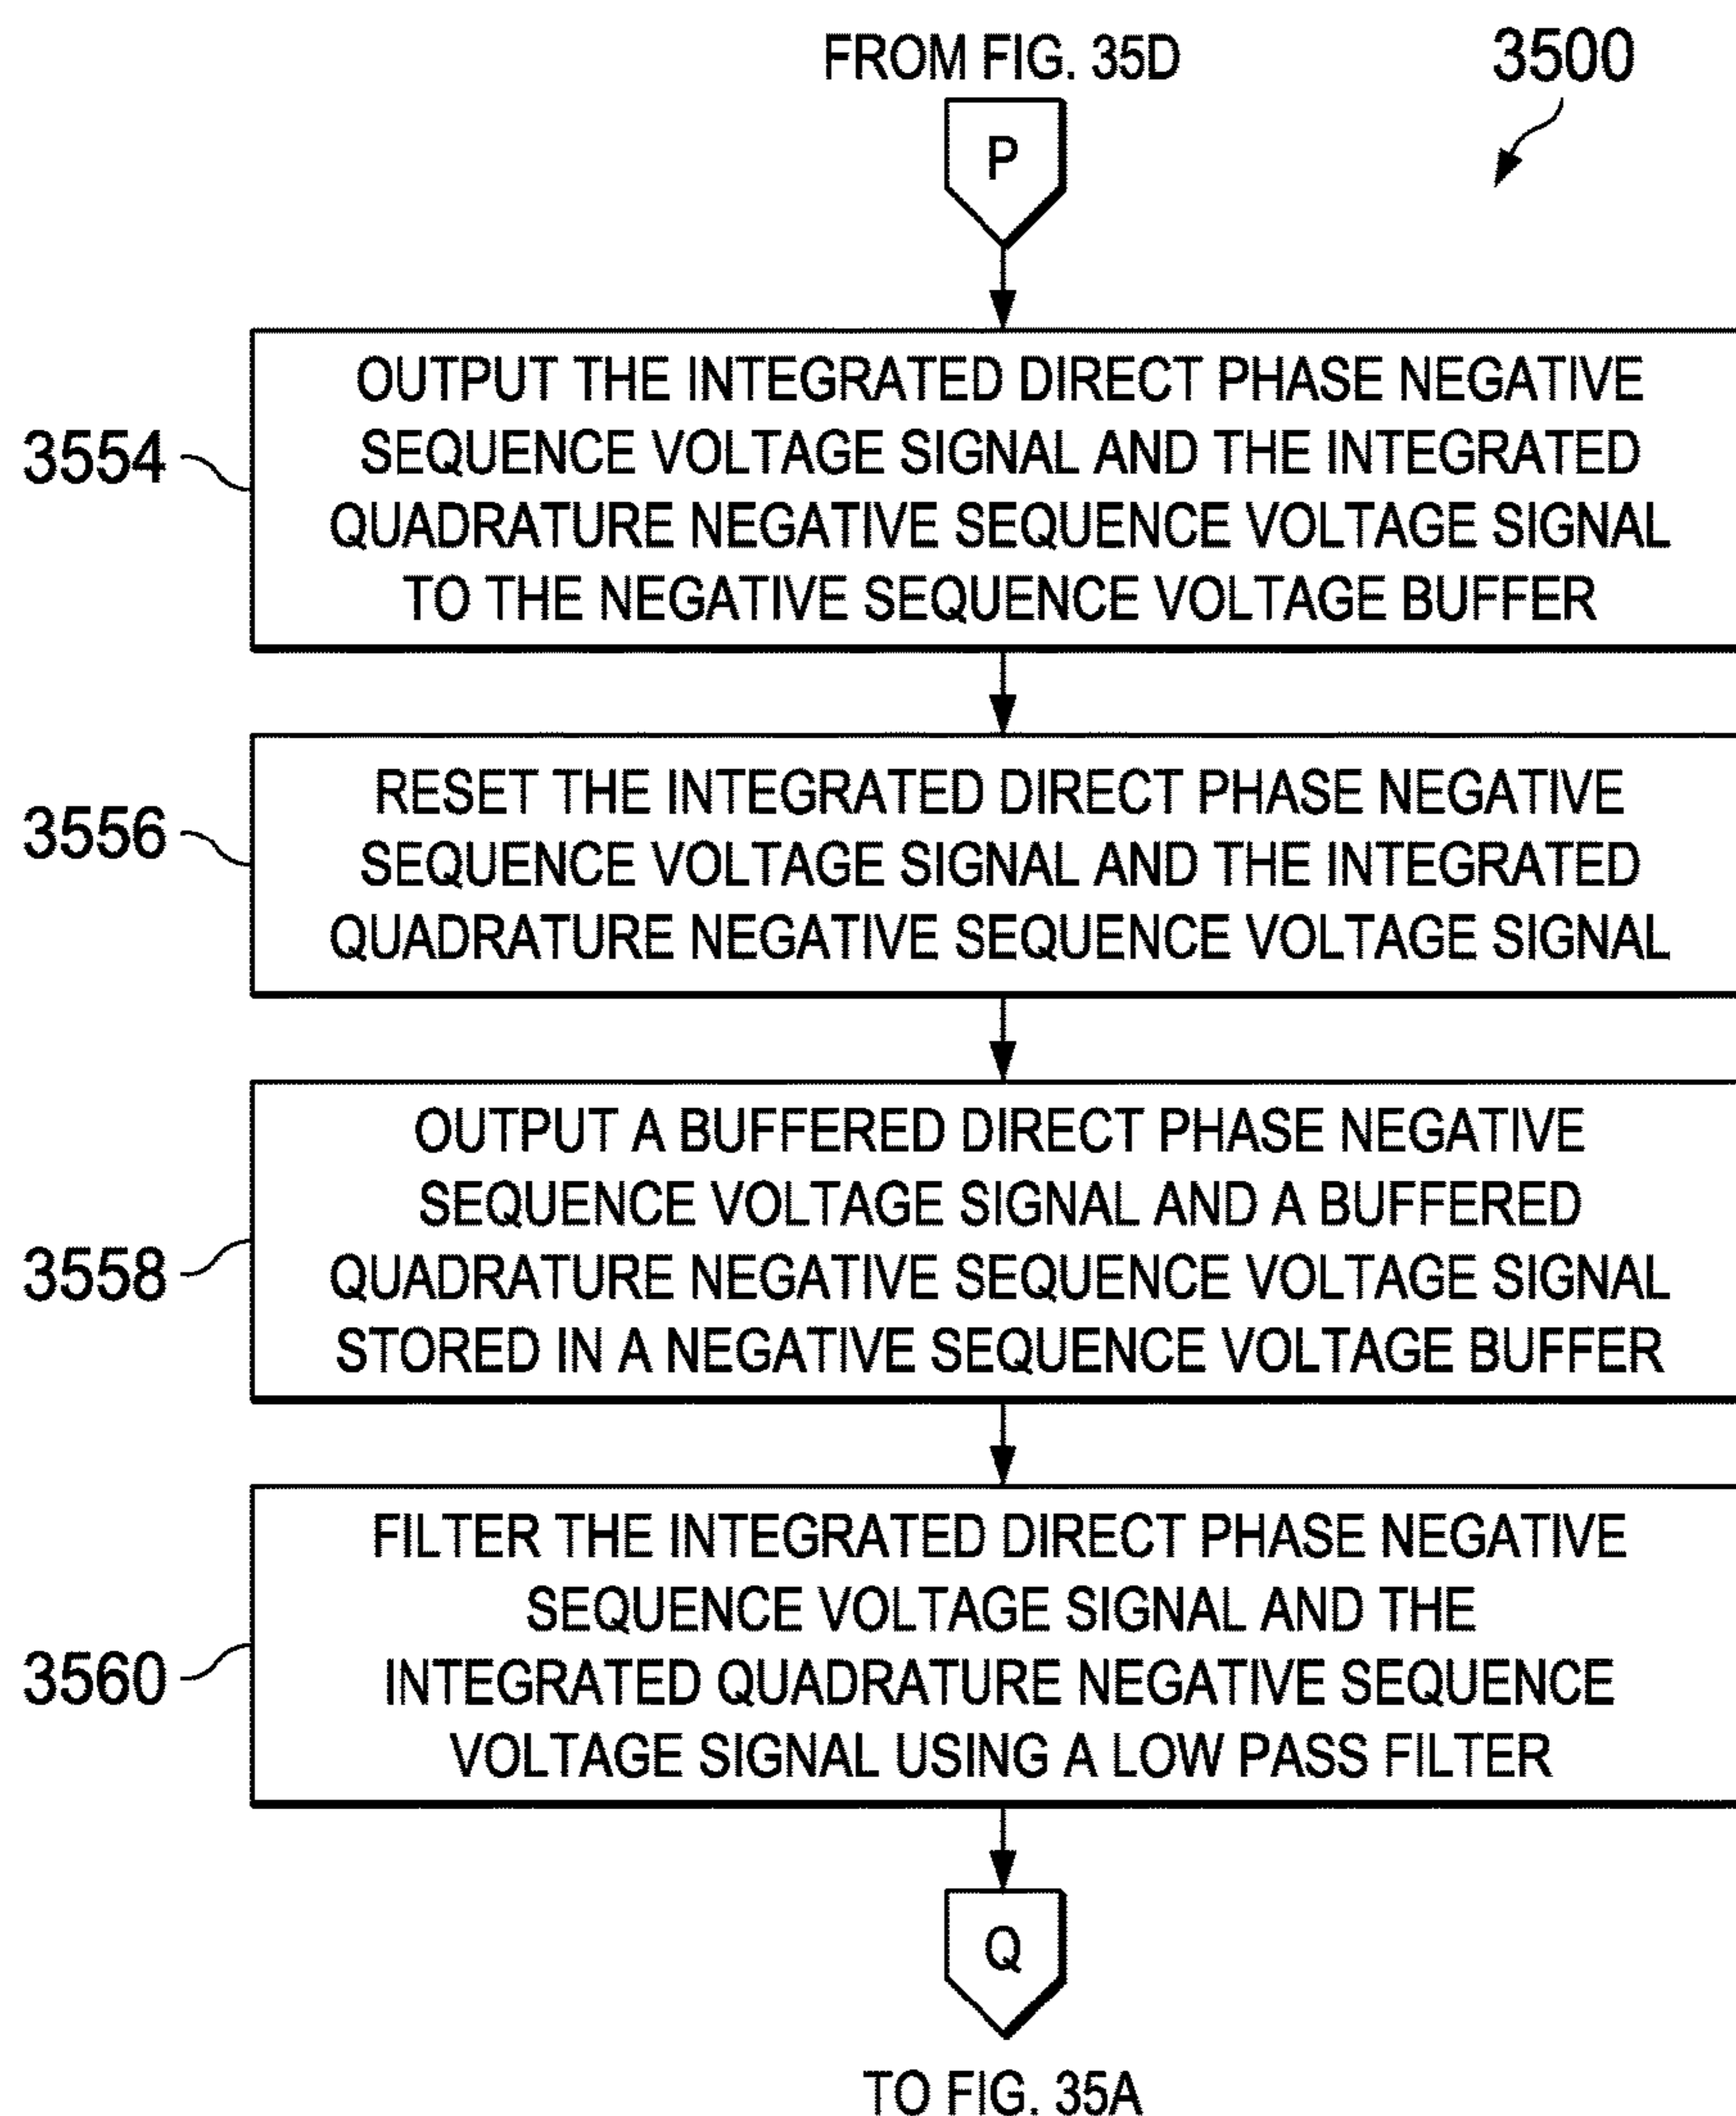 FROM FIG. 35D
3500
P
OUTPUT THE INTEGRATED DIRECT PHASE NEGATIVE
SEQUENCE VOLTAGE SIGNAL AND THE INTEGRATED
QUADRATURE NEGATIVE SEQUENCE VOLTAGE SIGNAL
TO THE NEGATIVE SEQUENCE VOLTAGE BUFFER
3554
RESET THE INTEGRATED DIRECT PHASE NEGATIVE
SEQUENCE VOLTAGE SIGNAL AND THE INTEGRATED
QUADRATURE NEGATIVE SEQUENCE VOLTAGE SIGNAL
3556
OUTPUT A BUFFERED DIRECT PHASE NEGATIVE
SEQUENCE VOLTAGE SIGNAL AND A BUFFERED
QUADRATURE NEGATIVE SEQUENCE VOLTAGE SIGNAL
STORED IN A NEGATIVE SEQUENCE VOLTAGE BUFFER
3558
FILTER THE INTEGRATED DIRECT PHASE NEGATIVE
SEQUENCE VOLTAGE SIGNAL AND THE
INTEGRATED QUADRATURE NEGATIVE SEQUENCE
VOLTAGE SIGNAL USING A LOW PASS FILTER
3560
Q
TO FIG. 35A